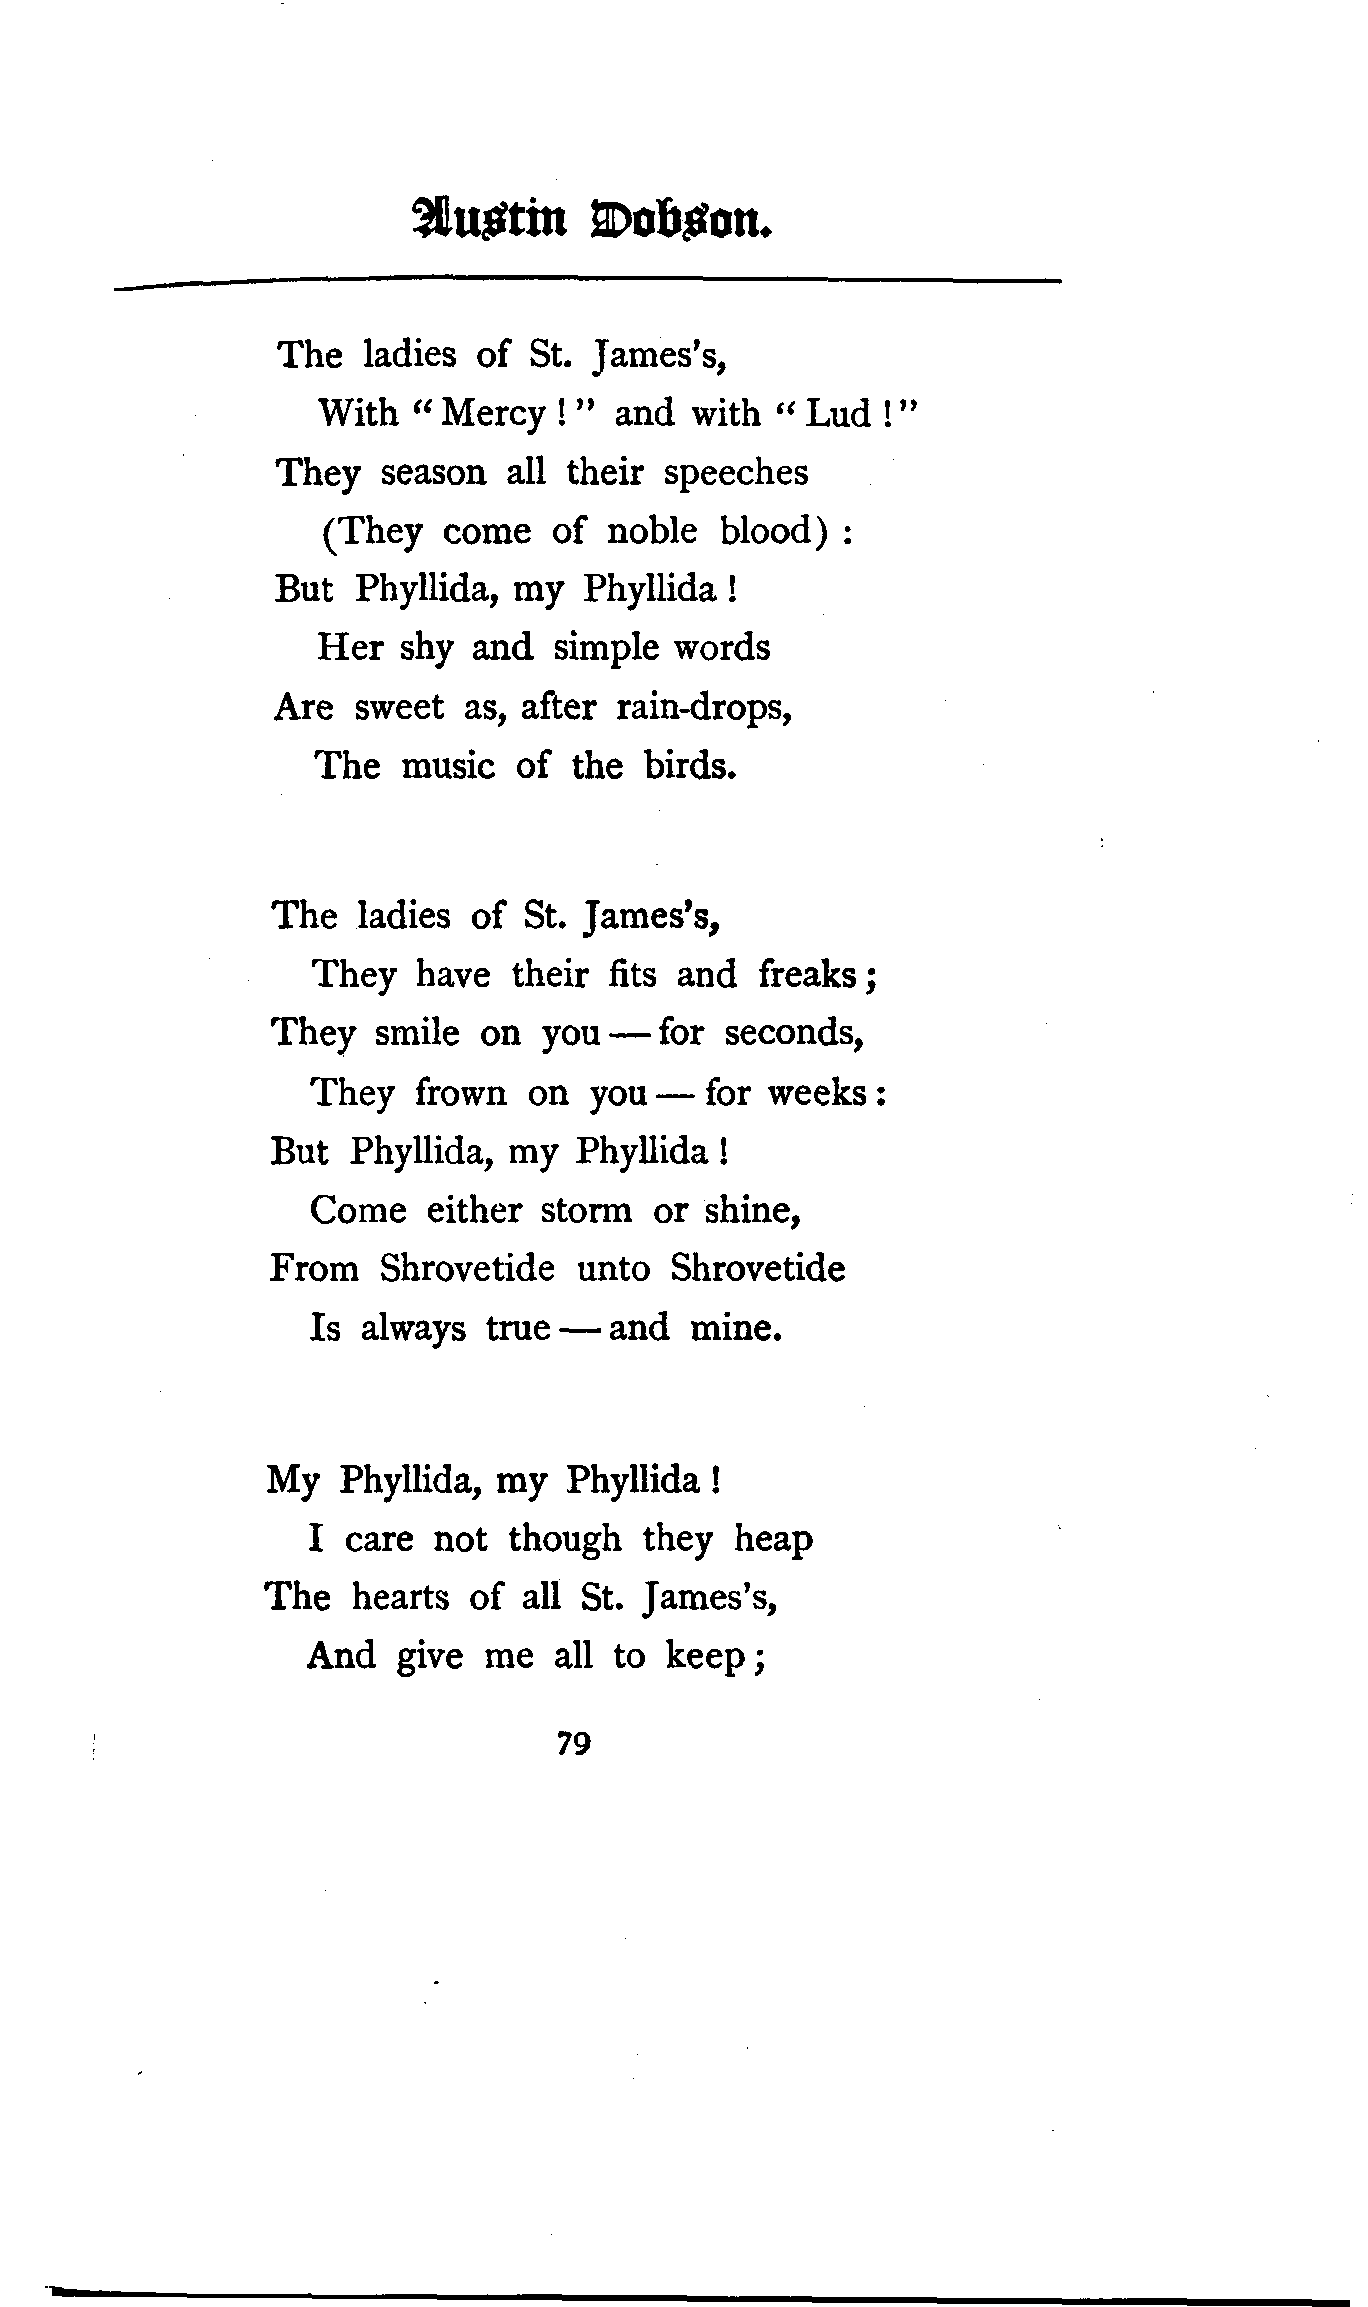 Austin Dobson.
The ladies of St. James's,
With "Mercy!" and with "Lud!"
They season all their speeches
(They come of noble blood):
But Phyllida, my Phyllida!
Her shy and simple words
Are sweet as, after rain-drops,
The music of the birds.
The ladies of St. James's,
They have their fits and freaks;
They smile on you — for seconds,
They frown on you — for weeks:
But Phyllida, my Phyllida!
Come either storm or shine,
From Shrovetide unto Shrovetide
Is always true — and mine.
My Phyllida, my Phyllida!
I care not though they heap
The hearts of all St. James's,
And give me all to keep;
79